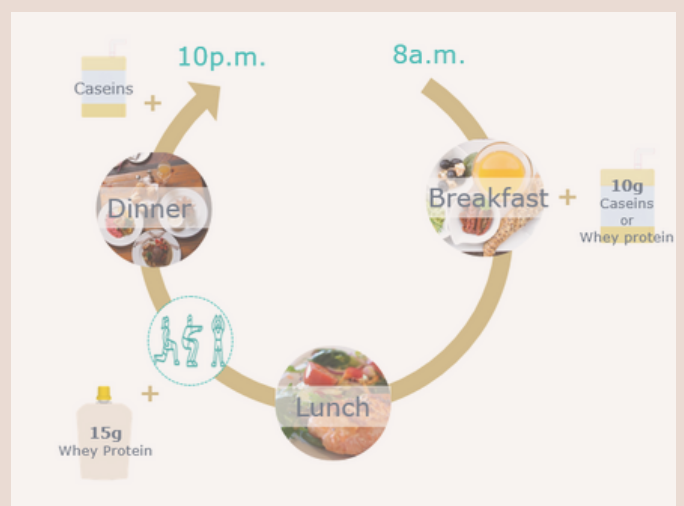 10p.m.
8a.m.
Caseins
+
Dinner
Breakfast
+
10g
Caseins
or
Whey protein
+
15g
Whey Protein
Lunch